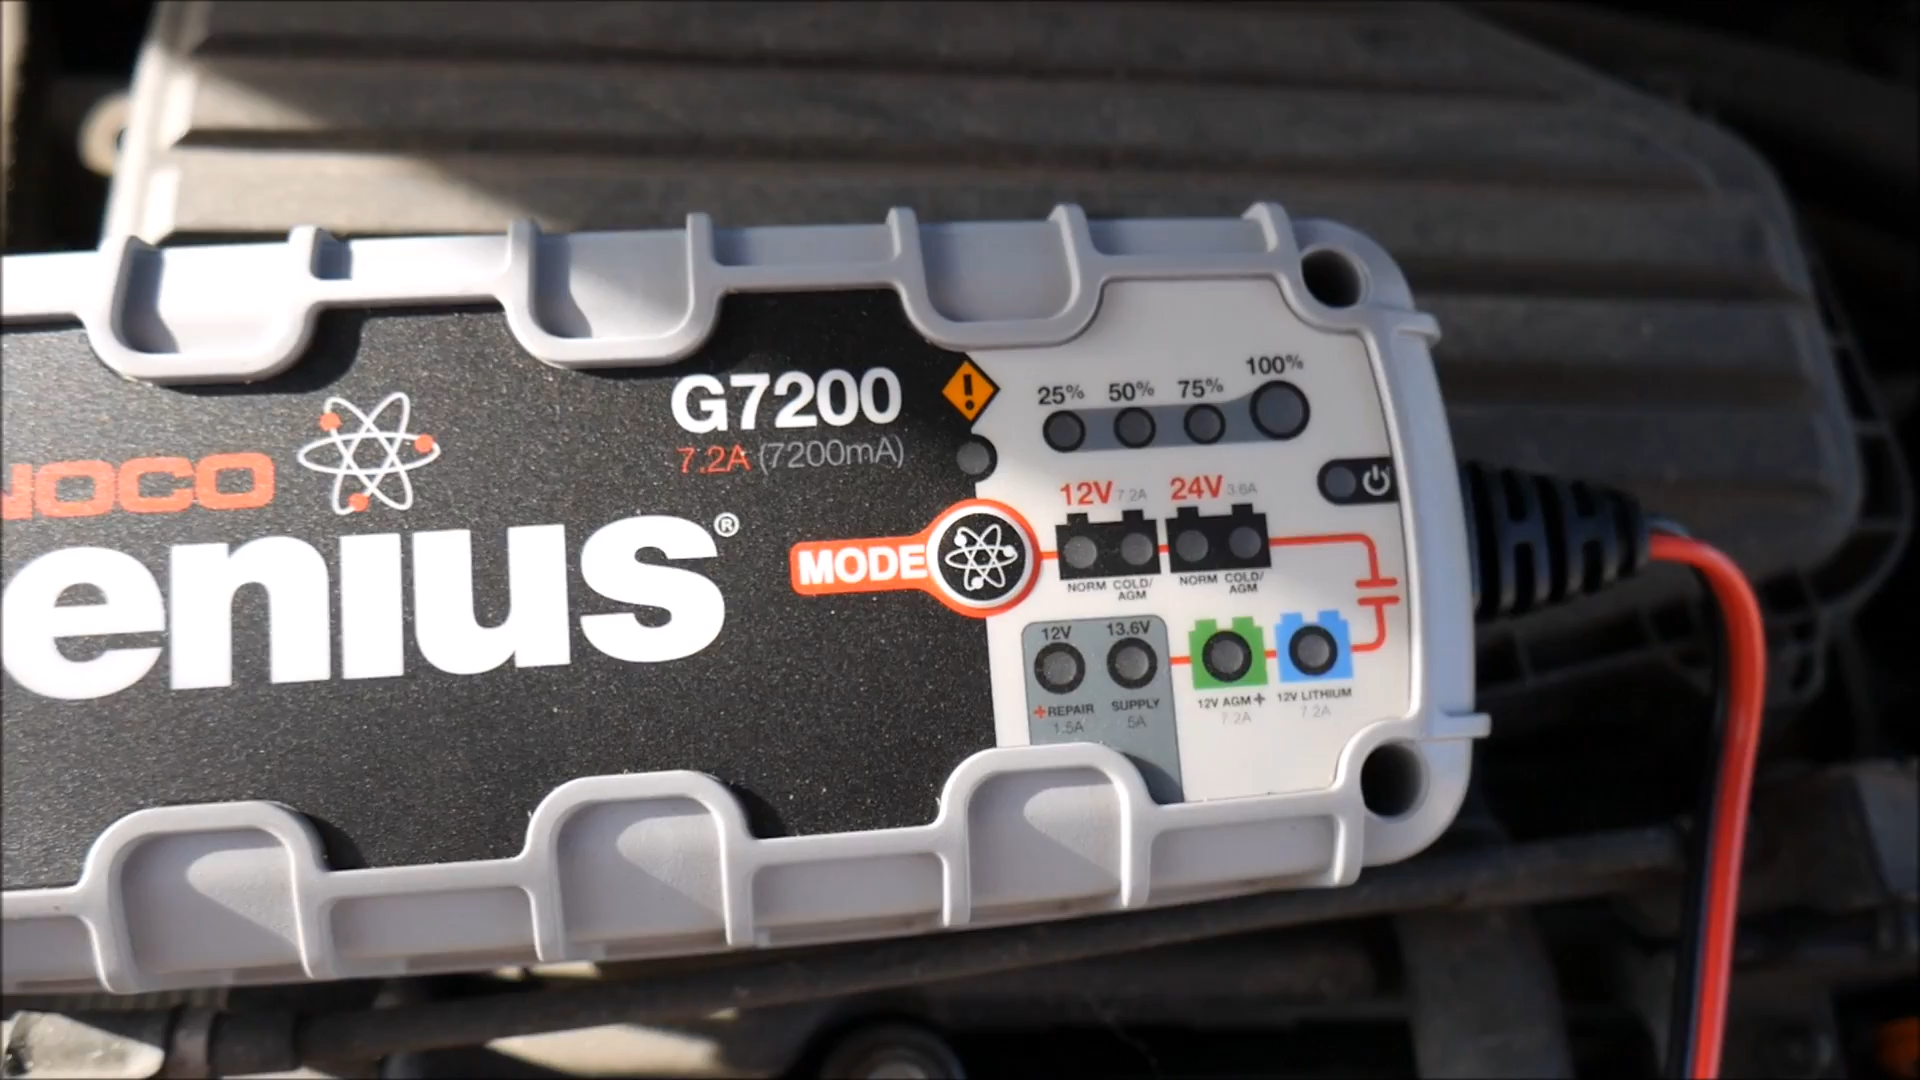 NOCO
enius®
G7200
7.2A (7200mA)
MODE
25% 50% 75% 100%
12V 7.2A 24V 3.6A
NORM COLD/AGM NORM COLD/AGM
12V 13.6V
+REPAIR SUPPLY
1.5A 5A
12V AGM+ 12V LITHIUM
7.2A 7.2A